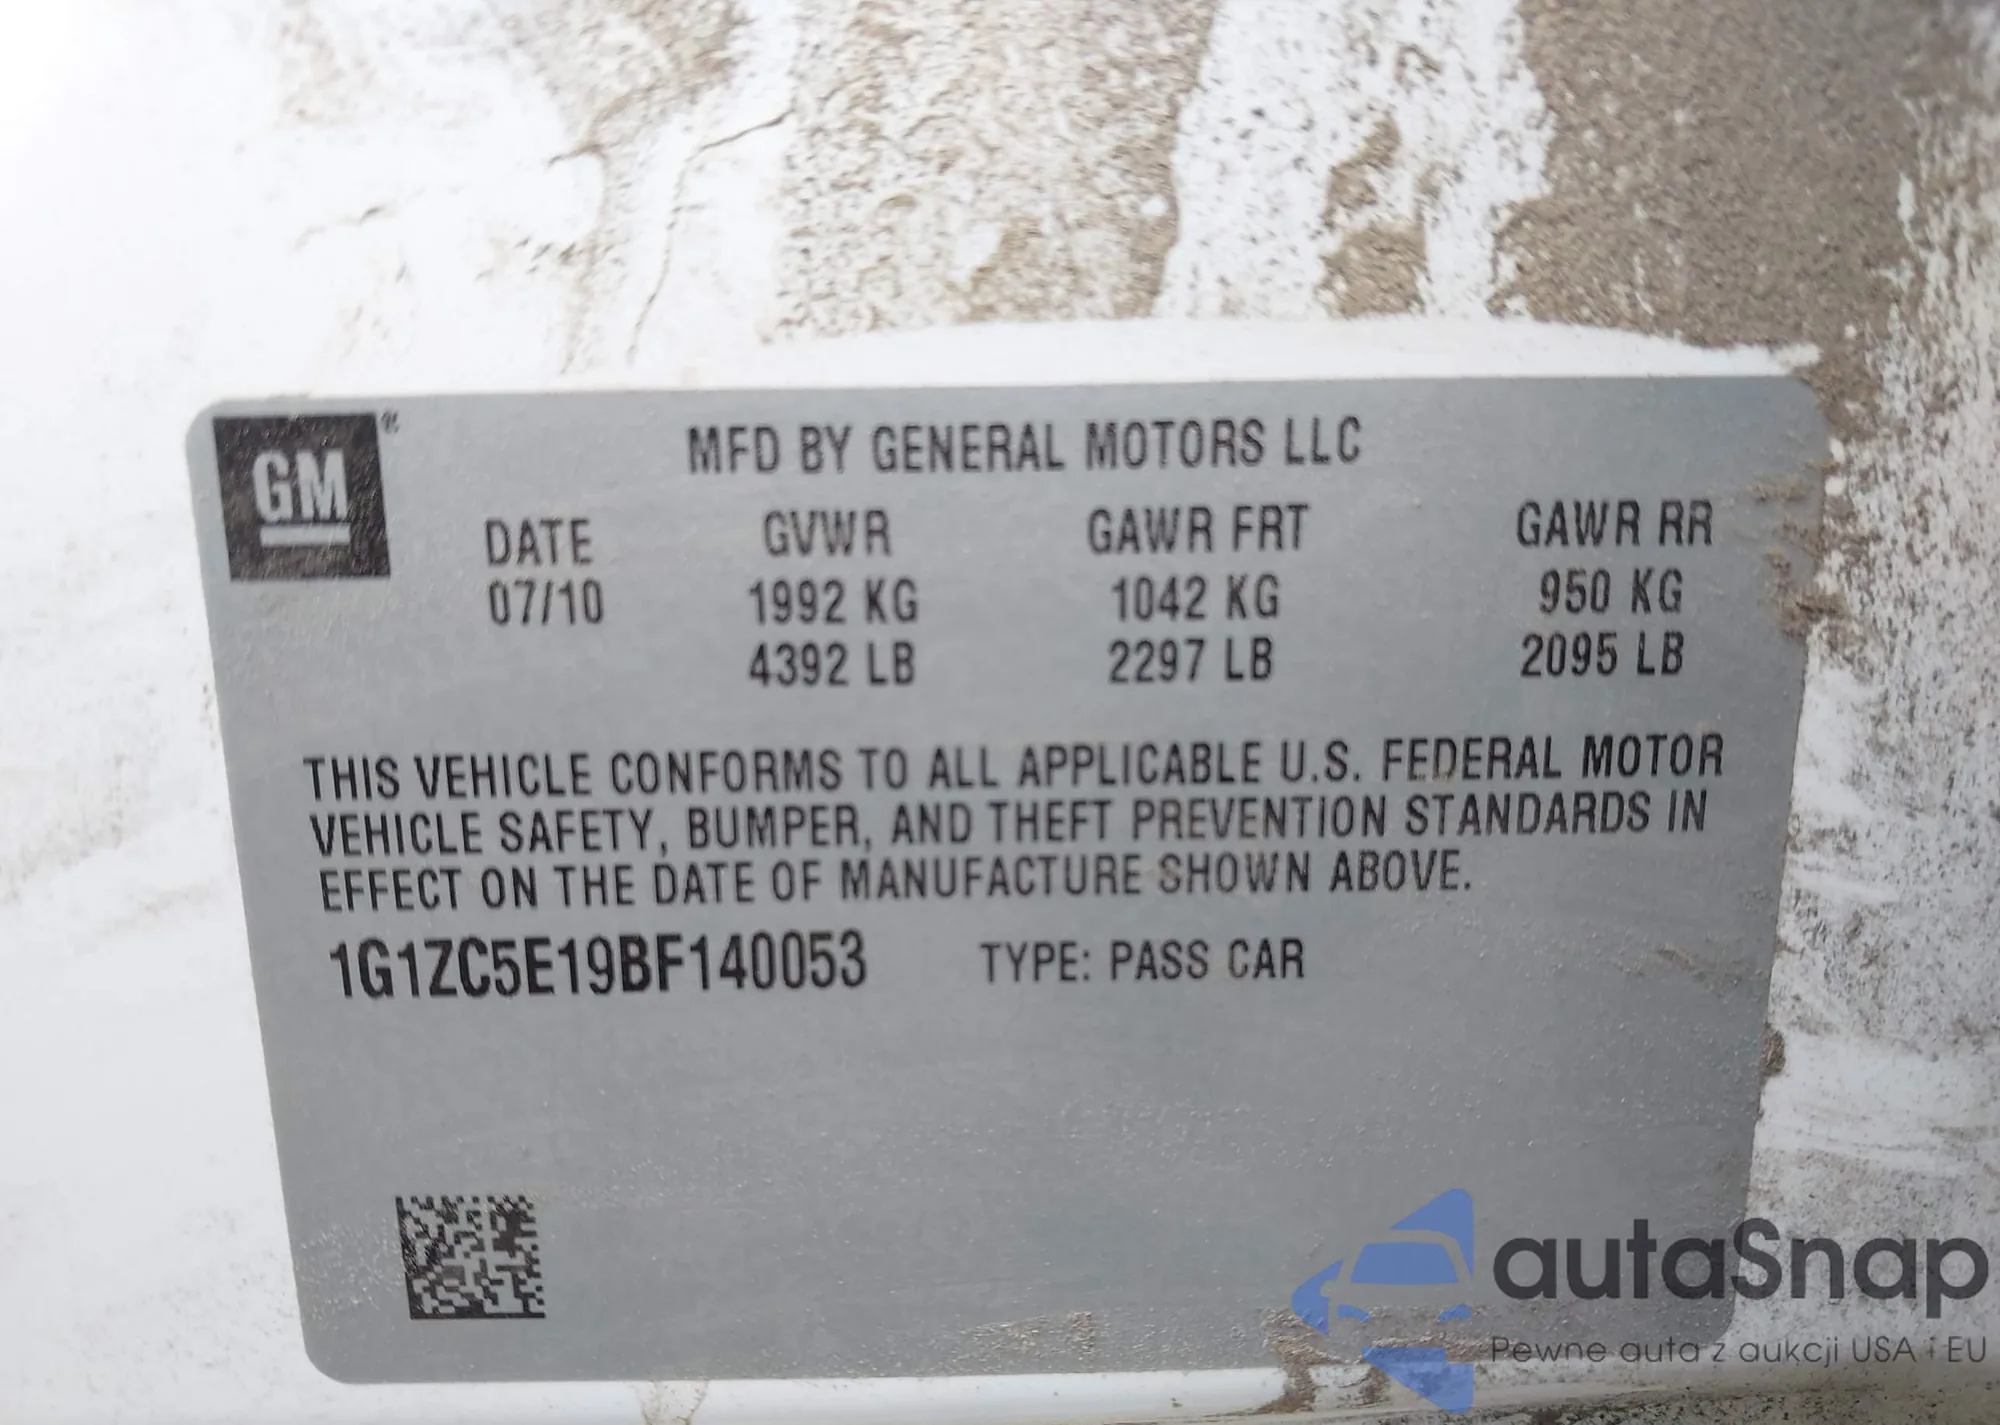 GM
MFD BY GENERAL MOTORS LLC
DATE GVWR GAWR FRT GAWR RR
07/10 1992 KG 1042 KG 950 KG
4392 LB 2297 LB 2095 LB
THIS VEHICLE CONFORMS TO ALL APPLICABLE U.S. FEDERAL MOTOR
VEHICLE SAFETY, BUMPER, AND THEFT PREVENTION STANDARDS IN
EFFECT ON THE DATE OF MANUFACTURE SHOWN ABOVE.
1G1ZC5E19BF140053 TYPE: PASS CAR
autaSnap
Pewne auta z aukcji USA i EU